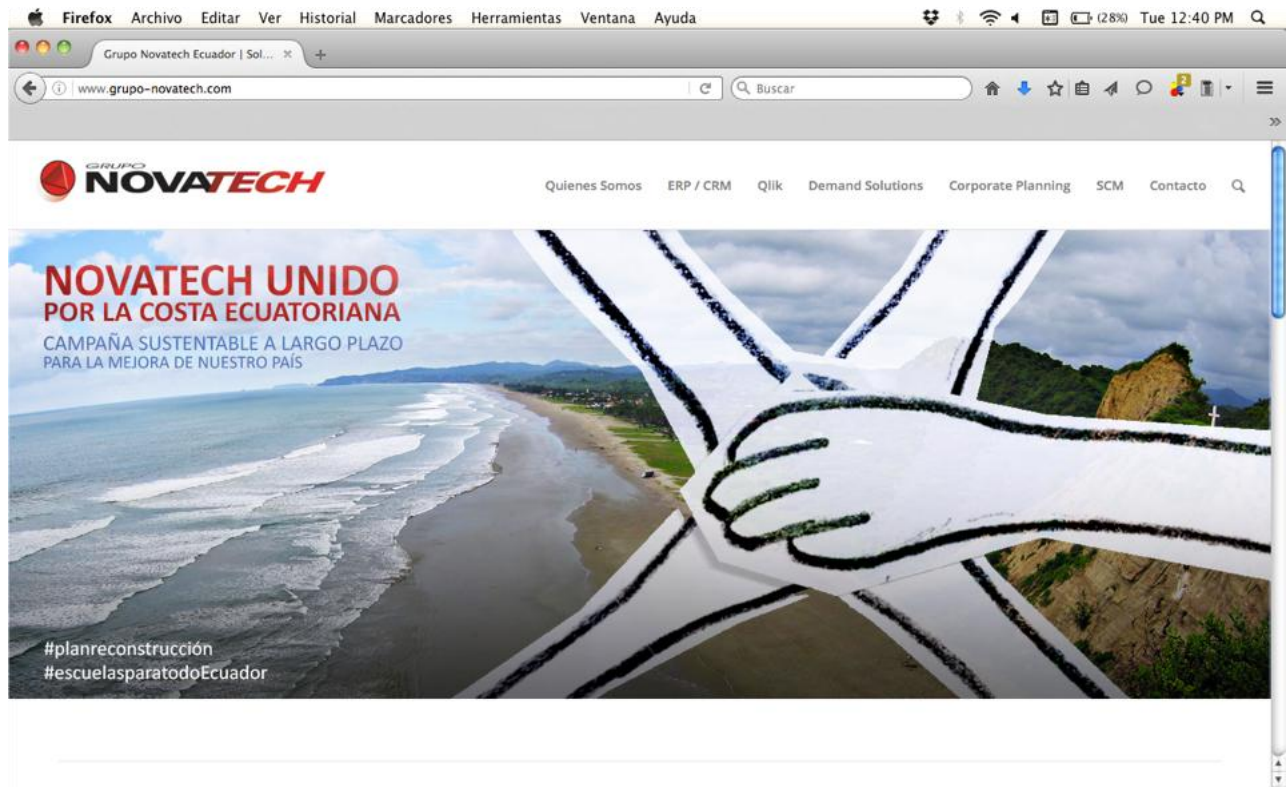 Firefox Archivo Editar Ver Historial Marcadores Herramientas Ventana Ayuda (28%) Tue 12:40 PM
Grupo Novatech Ecuador | Sol...
www.grupo-novatech.com Buscar 2
GRUPO
NOVATECH
Quienes Somos ERP / CRM Qlik Demand Solutions Corporate Planning SCM Contacto
NOVATECH UNIDO
POR LA COSTA ECUATORIANA
CAMPAÑA SUSTENTABLE A LARGO PLAZO
PARA LA MEJORA DE NUESTRO PAÍS
#planreconstrucción
#escuelasparatodoEcuador